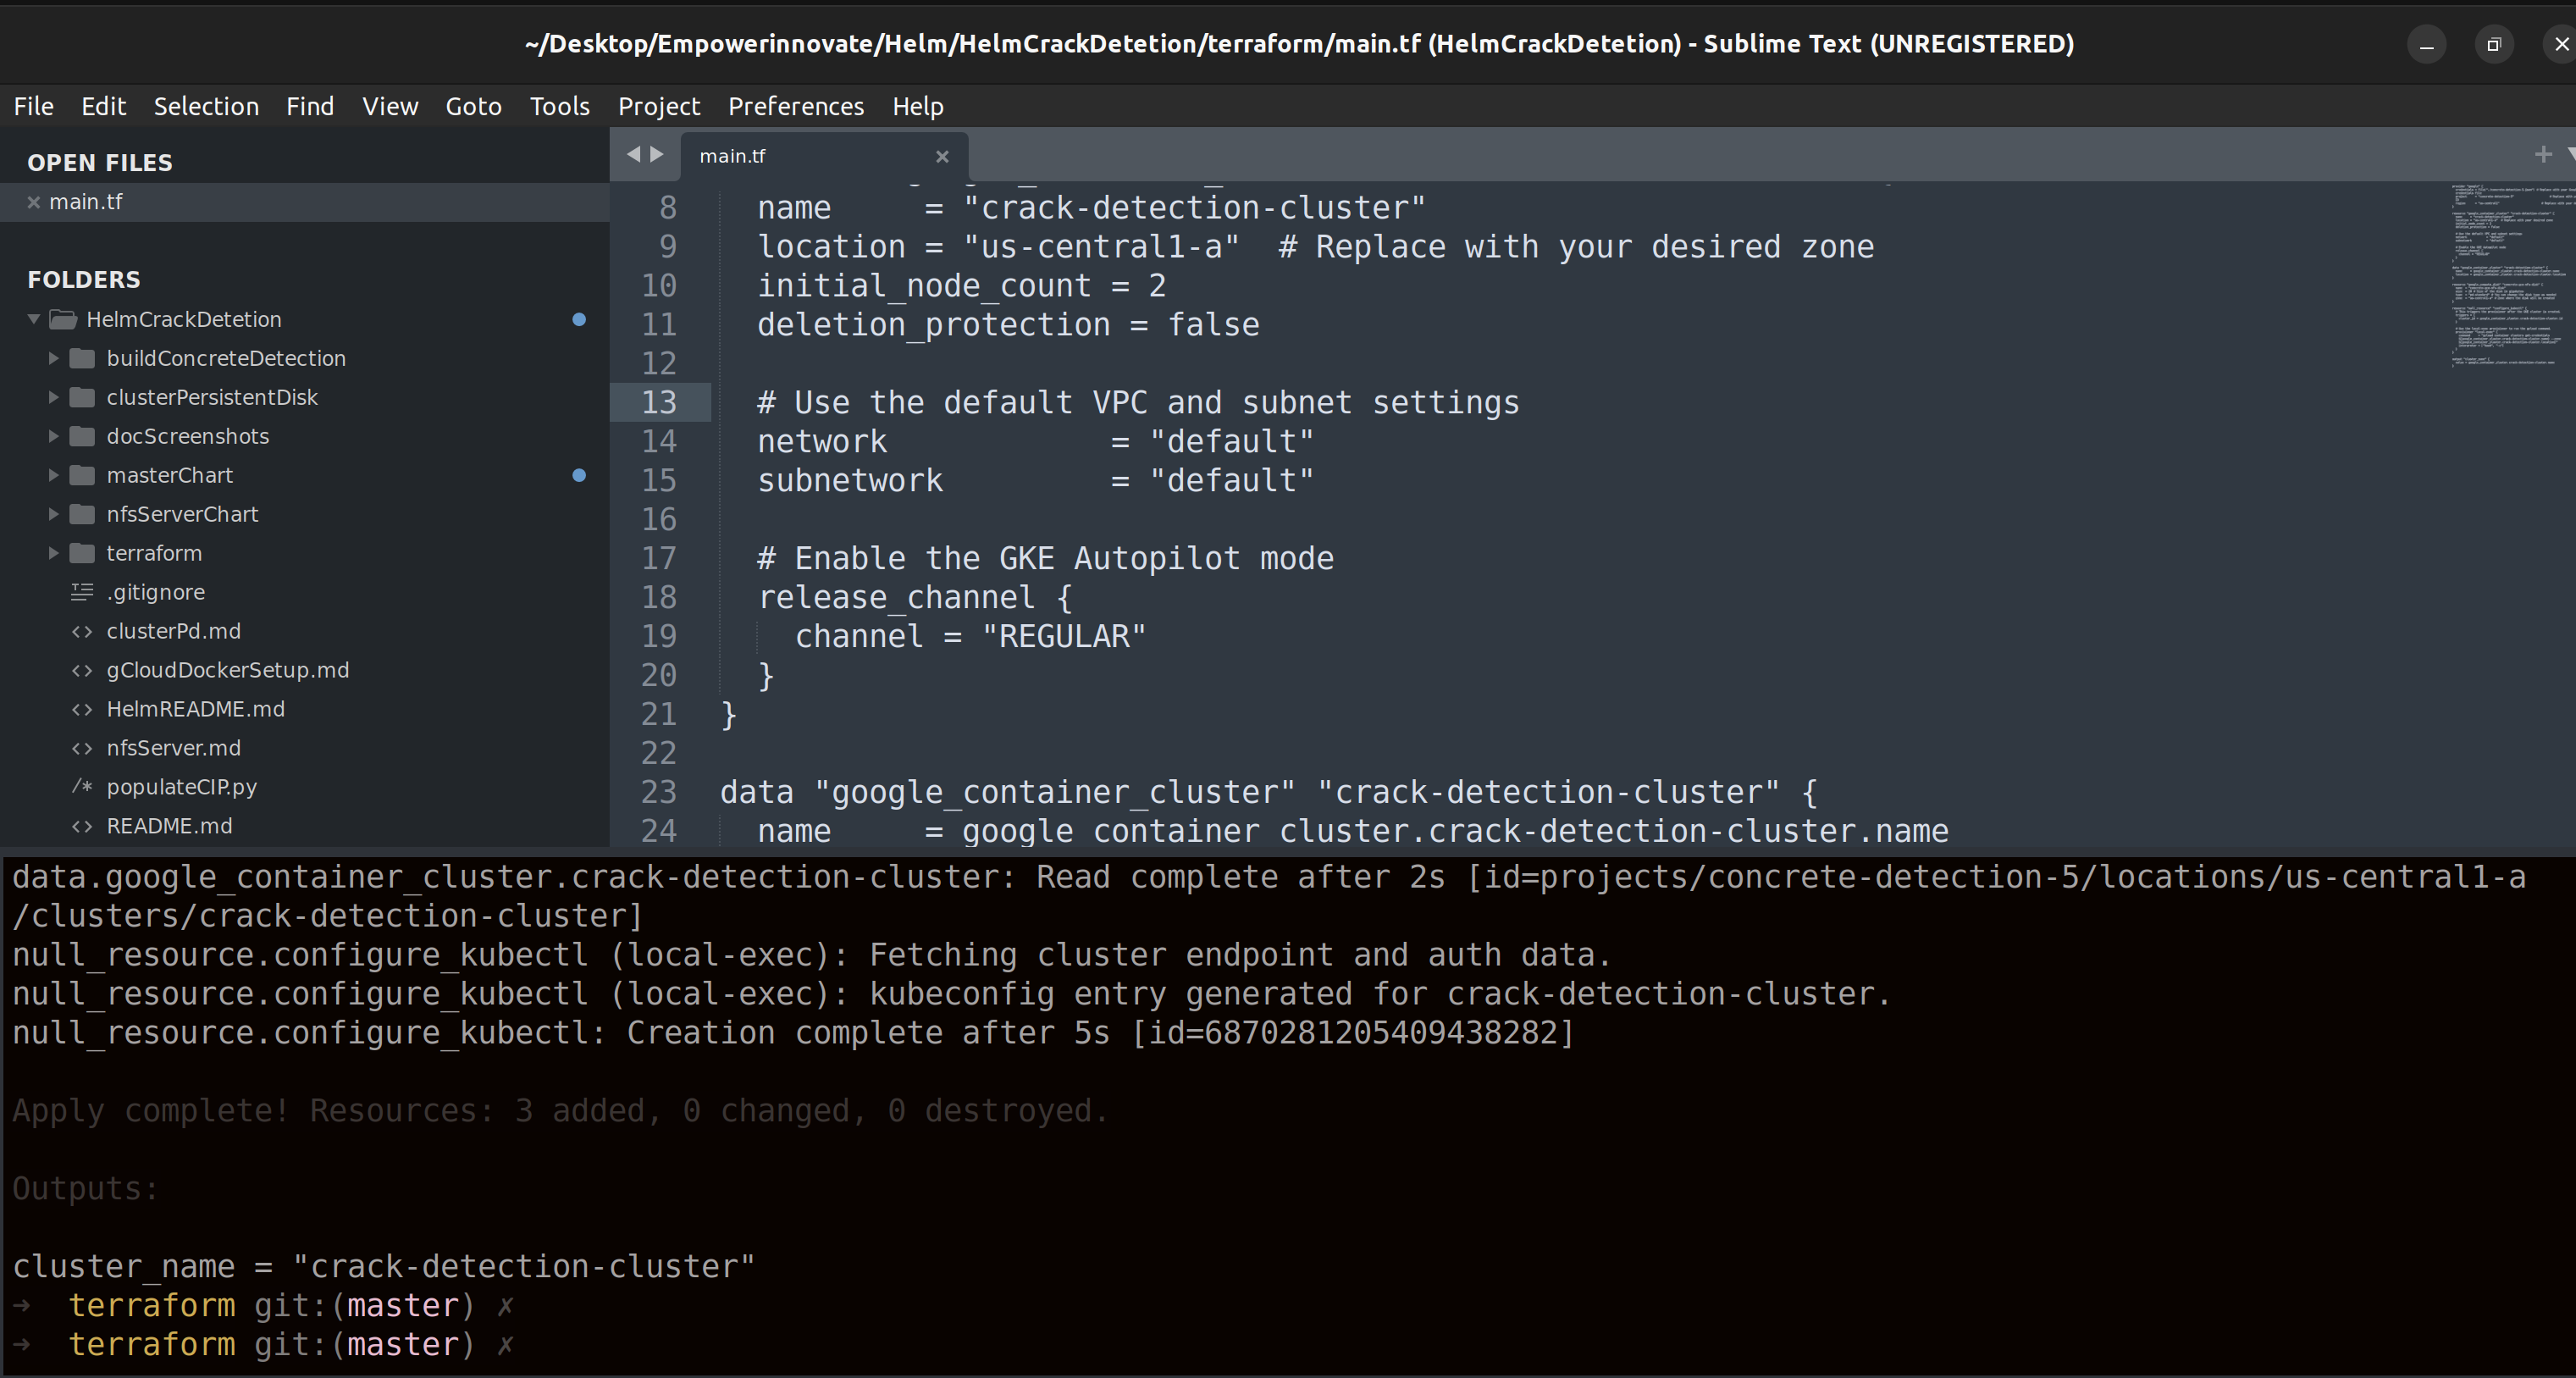 ~/Desktop/Empowerinnovate/Helm/HelmCrackDetetion/terraform/main.tf (HelmCrackDetetion) - Sublime Text (UNREGISTERED)
File Edit Selection Find View Goto Tools Project Preferences Help
OPEN FILES
main.tf
FOLDERS
HelmCrackDetetion
buildConcreteDetection
clusterPersistentDisk
docScreenshots
masterChart
nfsServerChart
terraform
.gitignore
clusterPd.md
gCloudDockerSetup.md
HelmREADME.md
nfsServer.md
populateCIP.py
README.md
main.tf
8 name     = "crack-detection-cluster"
9 location = "us-central1-a"  # Replace with your desired zone
10 initial_node_count = 2
11 deletion_protection = false
12
13 # Use the default VPC and subnet settings
14 network            = "default"
15 subnetwork         = "default"
16
17 # Enable the GKE Autopilot mode
18 release_channel {
19 channel = "REGULAR"
20 }
21 }
22
23 data "google_container_cluster" "crack-detection-cluster" {
24 name     = google_container_cluster.crack-detection-cluster.name
data.google_container_cluster.crack-detection-cluster: Read complete after 2s [id=projects/concrete-detection-5/locations/us-central1-a
/clusters/crack-detection-cluster]
null_resource.configure_kubectl (local-exec): Fetching cluster endpoint and auth data.
null_resource.configure_kubectl (local-exec): kubeconfig entry generated for crack-detection-cluster.
null_resource.configure_kubectl: Creation complete after 5s [id=6870281205409438282]
Apply complete! Resources: 3 added, 0 changed, 0 destroyed.
Outputs:
cluster_name = "crack-detection-cluster"
➜  terraform git:(master) ✗
➜  terraform git:(master) ✗